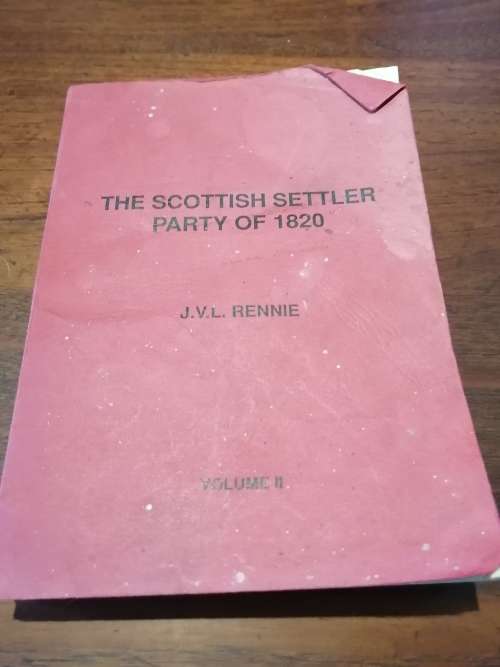 THE SCOTTISH SETTLER
PARTY OF 1820
J.V.L. RENNIE
VOLUME II